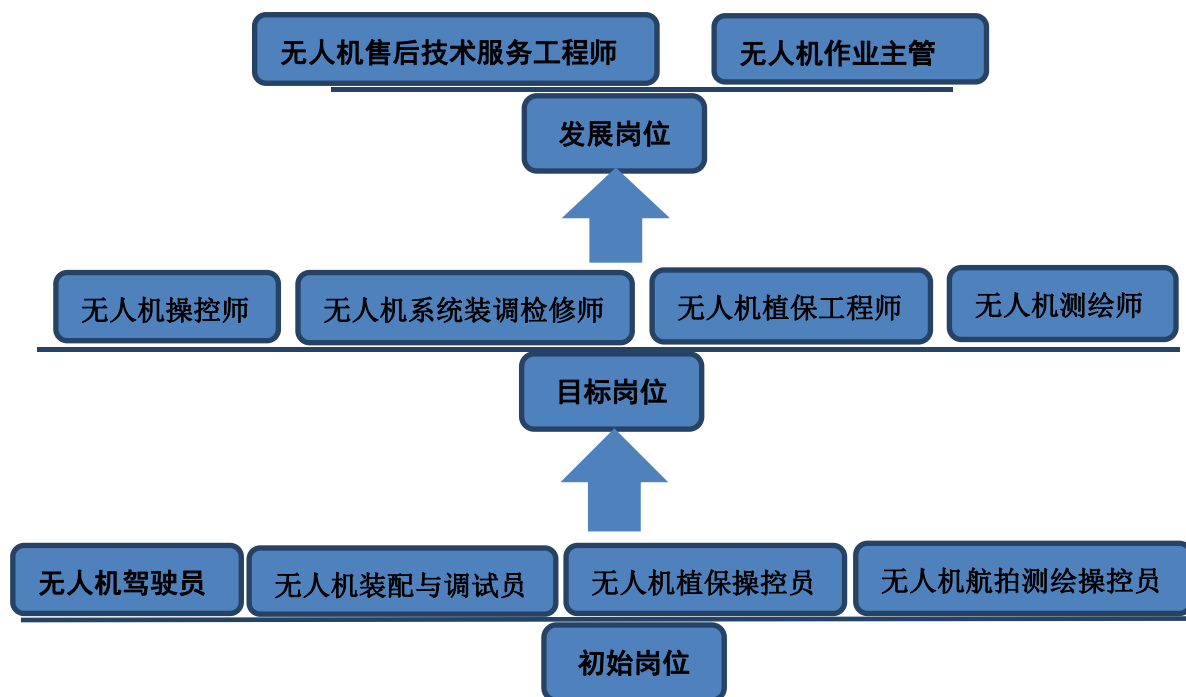 无人机售后技术服务工程师
无人机作业主管
发展岗位
无人机操控师
无人机系统装调检修师
无人机植保工程师
无人机测绘师
目标岗位
无人机驾驶员
无人机装配与调试员
无人机植保操控员
无人机航拍测绘操控员
初始岗位